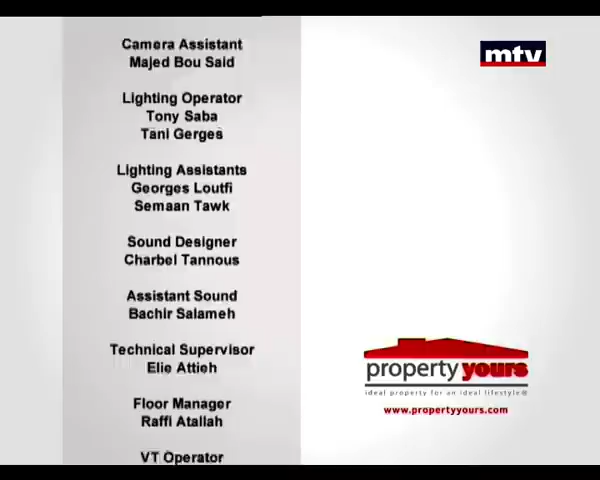 Camera Assistant
Majed Bou Said
Lighting Operator
Tony Saba
Tani Gerges
Lighting Assistants
Georges Loutfi
Semaan Tawk
Sound Designer
Charbel Tannous
Assistant Sound
Bachir Salameh
Technical Supervisor
Elie Attieh
Floor Manager
Raffi Atallah
VT Operator
mtv
property yours
ideal property for an ideal lifestyle®
www.propertyyours.com